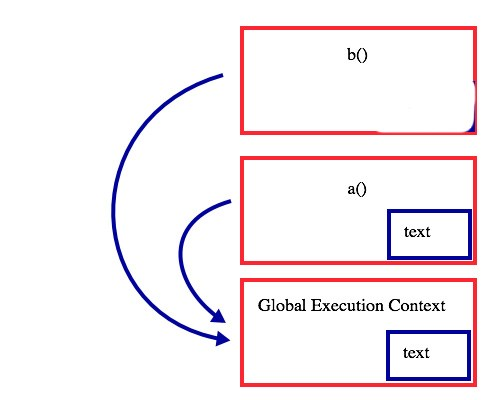 b()
a()
text
Global Execution Context
text